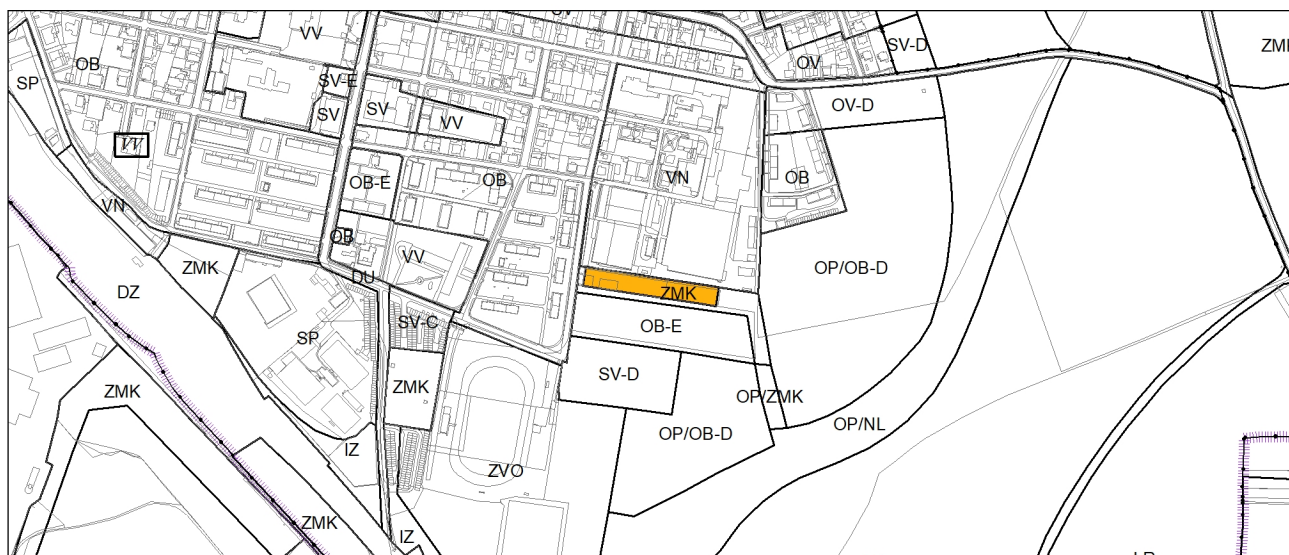 VV
SV-D
ZMK
OB
OV
SP
SV-E
OV-D
SV
SV
VV
VV
OB-E
OB
VN
OB
VN
OB
VV
ZMK
DU
OP/OB-D
DZ
ZMK
SV-C
OB-E
SP
SV-D
ZMK
ZMK
OP/ZMK
OP/NL
OP/OB-D
IZ
ZVO
ZMK
IZ